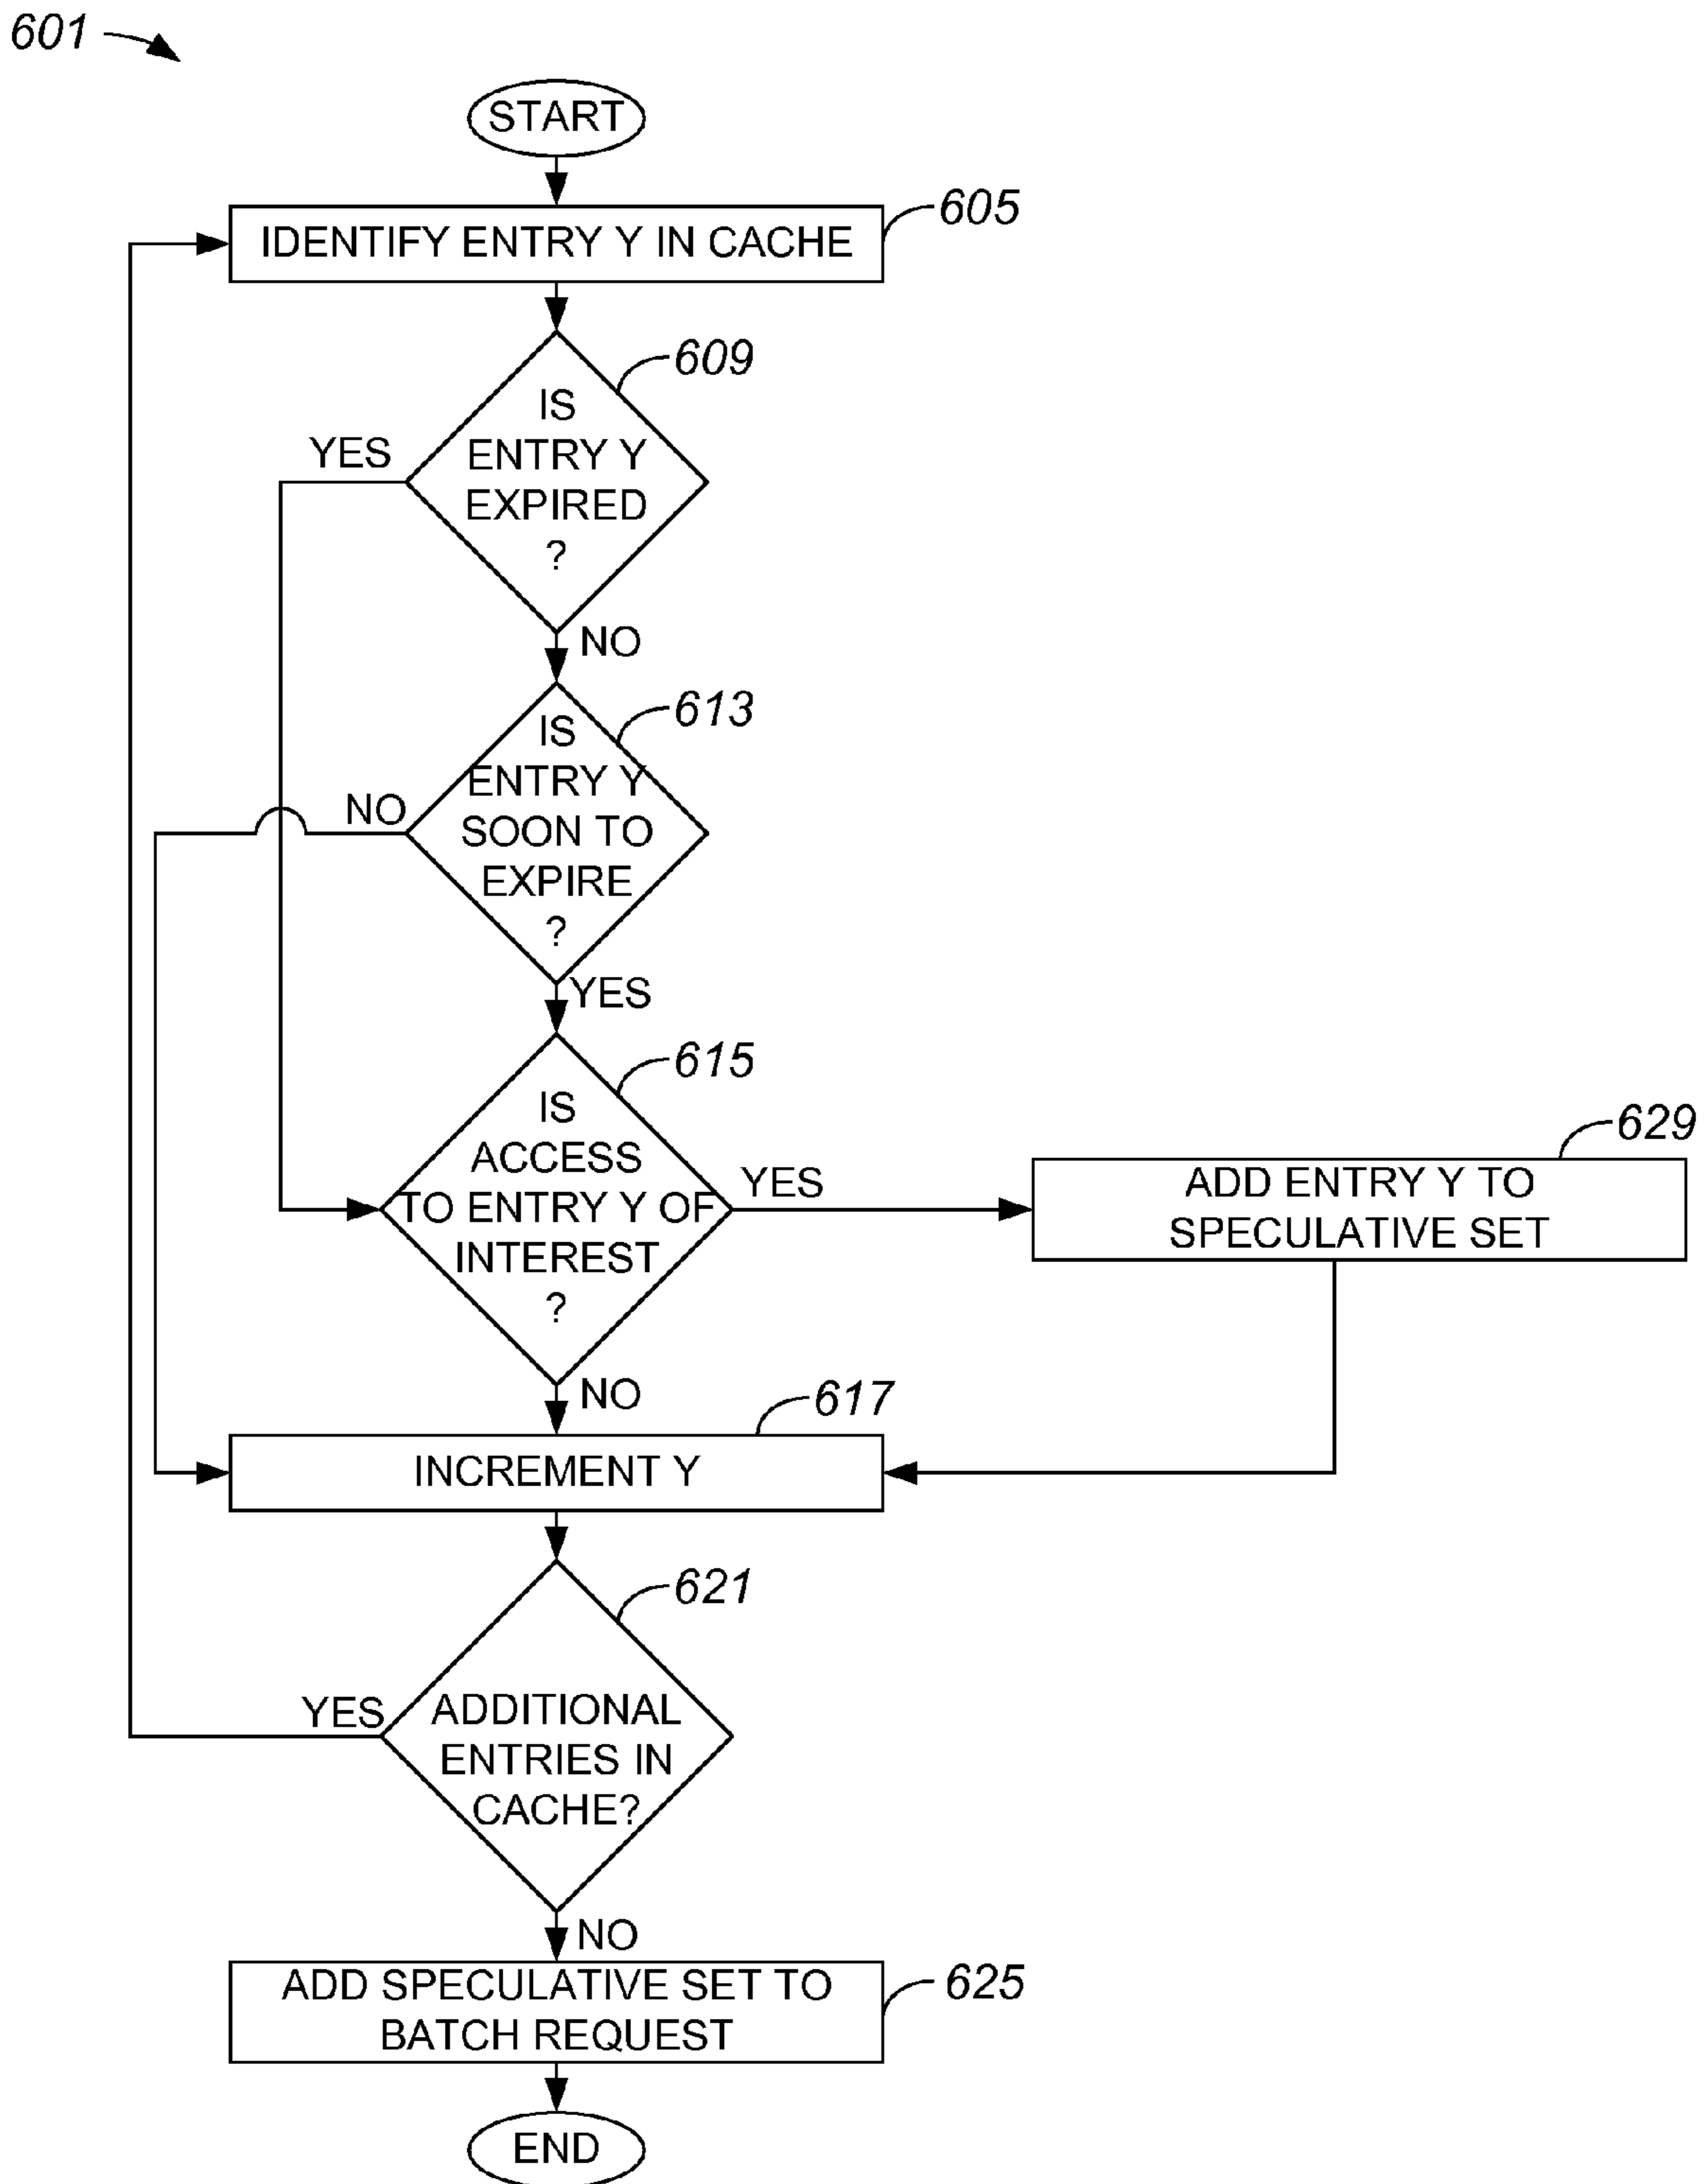 601
START
605
IDENTIFY ENTRY Y IN CACHE
609
IS
ENTRY Y
EXPIRED
?
YES
NO
613
IS
ENTRY Y
SOON TO
EXPIRE
?
NO
YES
615
IS
ACCESS
TO ENTRY Y OF
INTEREST
?
YES
629
ADD ENTRY Y TO
SPECULATIVE SET
NO
617
INCREMENT Y
621
ADDITIONAL
ENTRIES IN
CACHE?
YES
NO
625
ADD SPECULATIVE SET TO
BATCH REQUEST
END